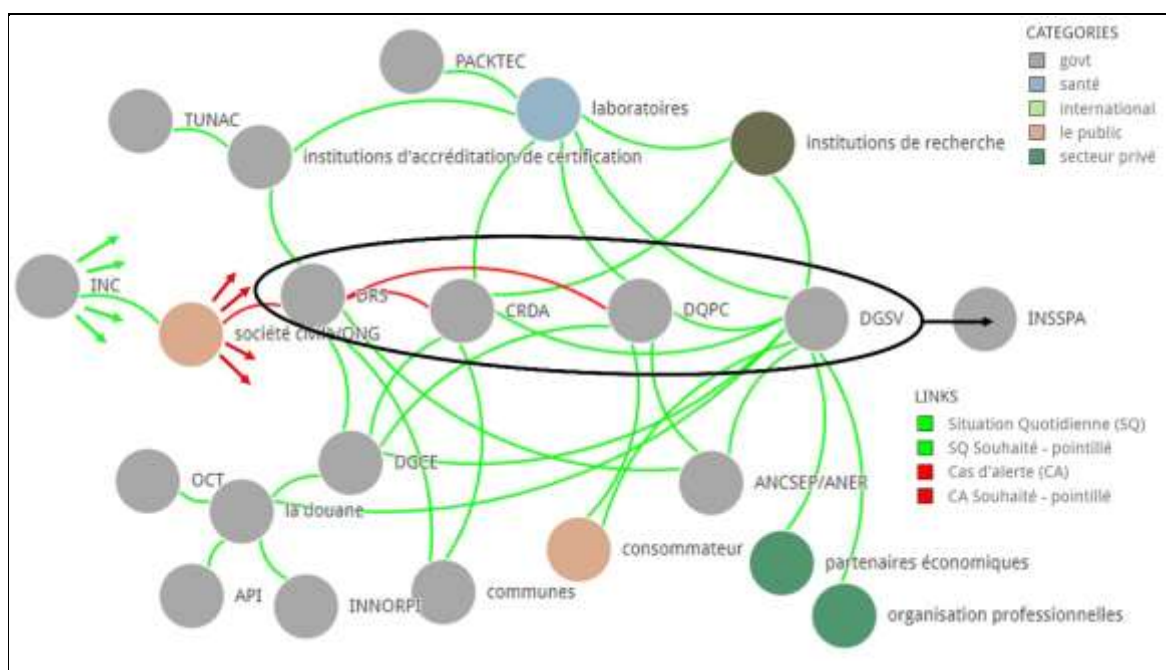 CATEGORIES
govt
santé
international
le public
secteur privé
PACKTEC
laboratoires
TUNAC
institutions d'accréditation/de certification
institutions de recherche
INC
DRS
CRDA
DQPC
DGSV
INSSPA
société civile/ONG
LINKS
Situation Quotidienne (SQ)
SQ Souhaité - pointillé
Cas d'alerte (CA)
CA Souhaité - pointillé
DGCE
OCT
la douane
ANCSEP/ANER
consommateur
partenaires économiques
API
INNORPI
communes
organisation professionnelles